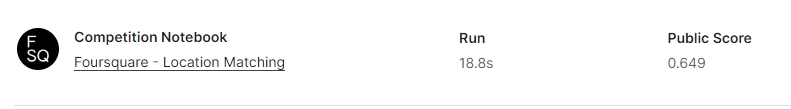 F
SQ
Competition Notebook
Foursquare - Location Matching
Run
18.8s
Public Score
0.649